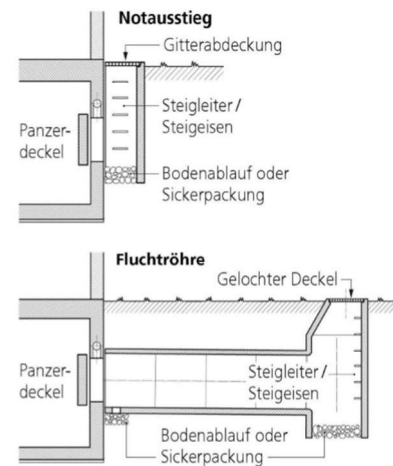 Notausstieg
Gitterabdeckung
Steigleiter/
Steigeisen
Panzer-
deckel
Bodenablauf oder
Sickerpackung
Fluchtröhre
Gelochter Deckel
Steigleiter/
Steigeisen
Panzer-
deckel
Bodenablauf oder
Sickerpackung